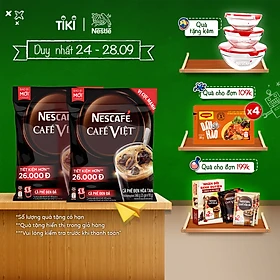 TIKI
Nestlé
Duy nhất 24 - 28.09
Quà tặng kèm
Quà cho đơn 109k
x4
Quà cho đơn 199k
NESCAFÉ
CAFÉ VIỆT
TIẾT KIỆM HƠN**
26.000 Đ
CÀ PHÊ ĐEN ĐÁ
NESCAFÉ
CAFÉ VIỆT
TIẾT KIỆM HƠN**
26.000 Đ
CÀ PHÊ ĐEN HÒA TAN
*Số lượng quà tặng có hạn
**Quà tặng hiển thị trong giỏ hàng
***Vui lòng kiểm tra trước khi thanh toán